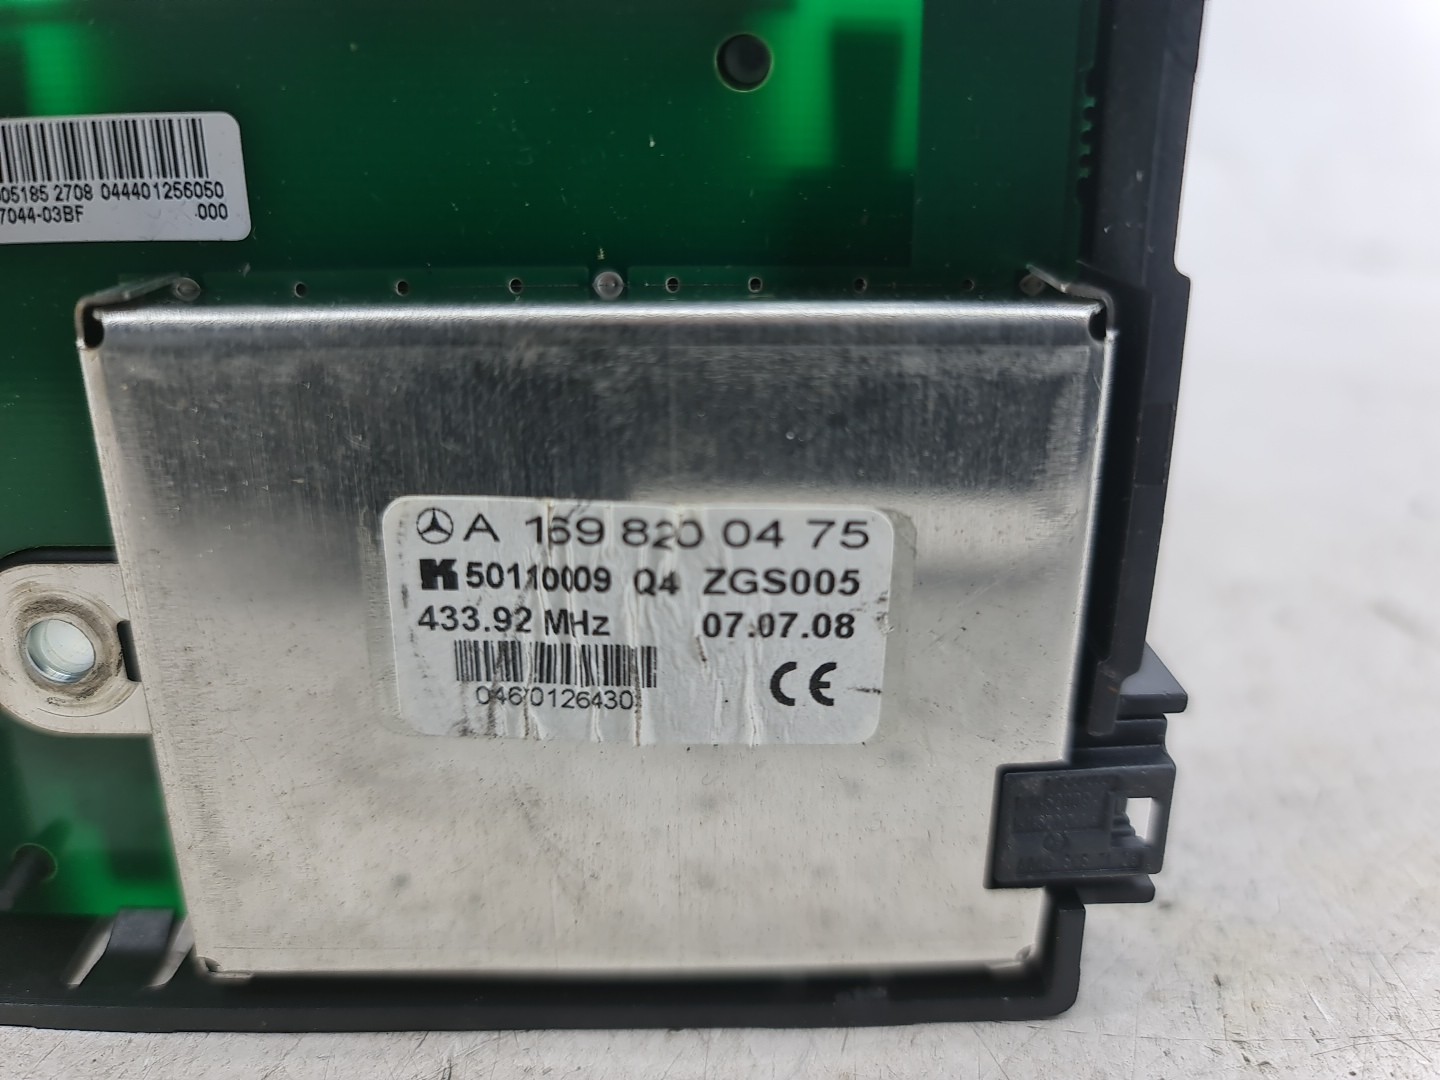 05185 2708 044401256050
7044-03BF 000
A 169 820 04 75
K 50110009 Q4 ZGS005
433.92 MHz 07.07.08
0460126430
CE